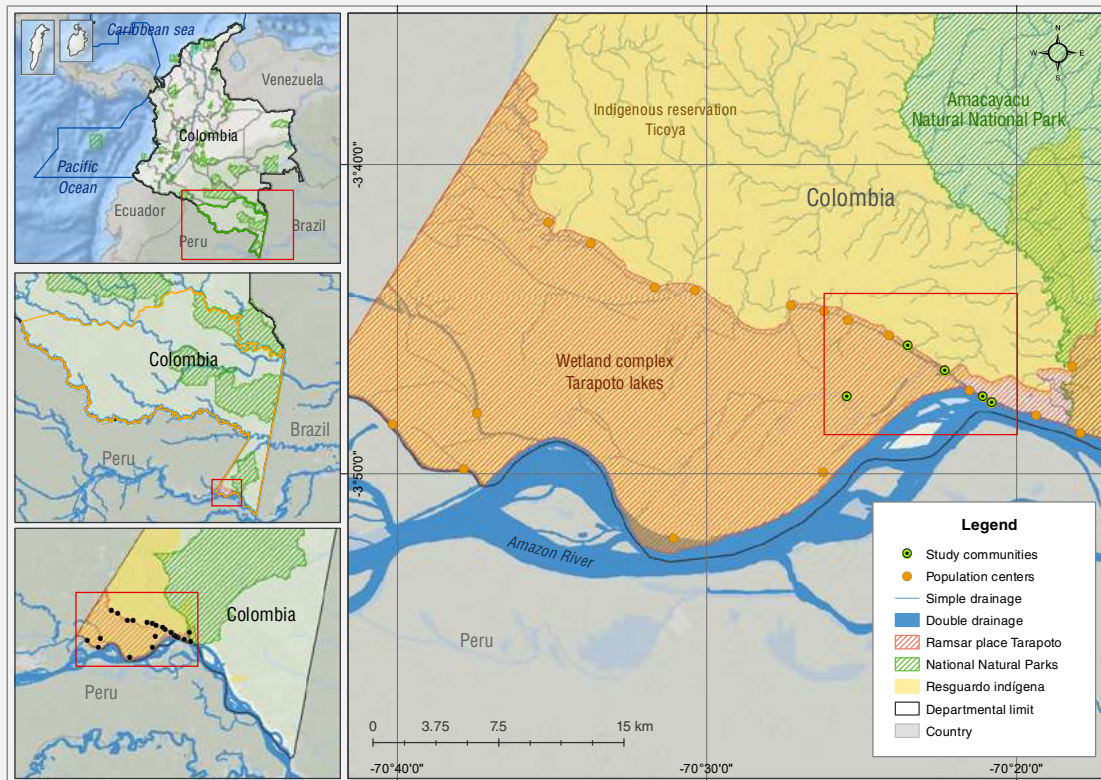 Caribbean sea
Venezuela
Colombia
Pacific
Ocean
Ecuador
Peru
Brazil
Colombia
Brazil
Peru
Colombia
Peru
N
W
E
S
Amacayacu
Natural National Park
Indigenous reservation
Ticoya
Colombia
Wetland complex
Tarapoto lakes
Amazon River
Peru
-3°40'0"
-3°50'0"
0 3.75 7.5 15 km
-70°40'0"
-70°30'0"
-70°20'0"
Legend
Study communities
Population centers
Simple drainage
Double drainage
Ramsar place Tarapoto
National Natural Parks
Resguardo indígena
Departmental limit
Country